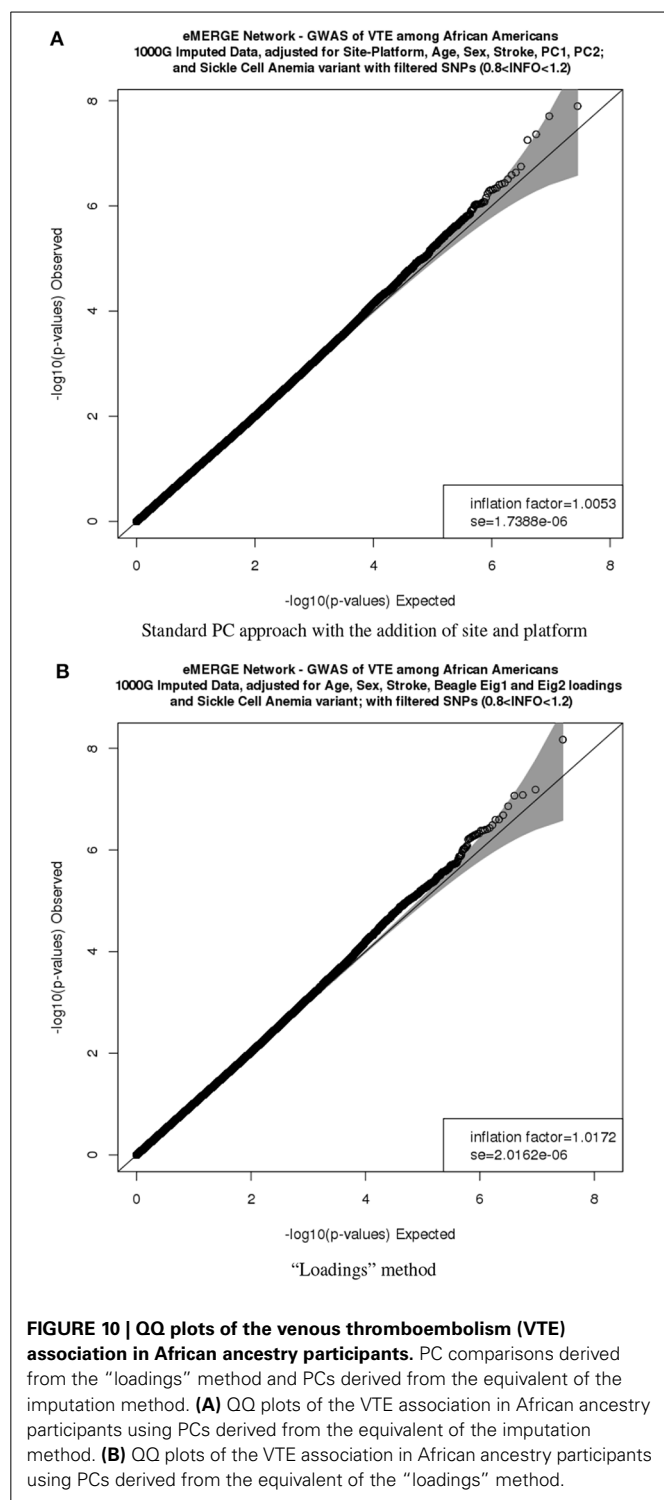 A
eMERGE Network - GWAS of VTE among African Americans
1000G Imputed Data, adjusted for Site-Platform, Age, Sex, Stroke, PC1, PC2;
and Sickle Cell Anemia variant with filtered SNPs (0.8<INFO<1.2)
8
6
4
2
0
-log10(p-values) Observed
inflation factor=1.0053
se=1.7388e-06
0 2 4 6 8
-log10(p-values) Expected
Standard PC approach with the addition of site and platform
B
eMERGE Network - GWAS of VTE among African Americans
1000G Imputed Data, adjusted for Age, Sex, Stroke, Beagle Eig1 and Eig2 loadings
and Sickle Cell Anemia variant; with filtered SNPs (0.8<INFO<1.2)
8
6
4
2
0
-log10(p-values) Observed
inflation factor=1.0172
se=2.0162e-06
0 2 4 6 8
-log10(p-values) Expected
“Loadings” method
FIGURE 10 | QQ plots of the venous thromboembolism (VTE)
association in African ancestry participants. PC comparisons derived
from the “loadings” method and PCs derived from the equivalent of the
imputation method. (A) QQ plots of the VTE association in African ancestry
participants using PCs derived from the equivalent of the imputation
method. (B) QQ plots of the VTE association in African ancestry participants
using PCs derived from the equivalent of the “loadings” method.